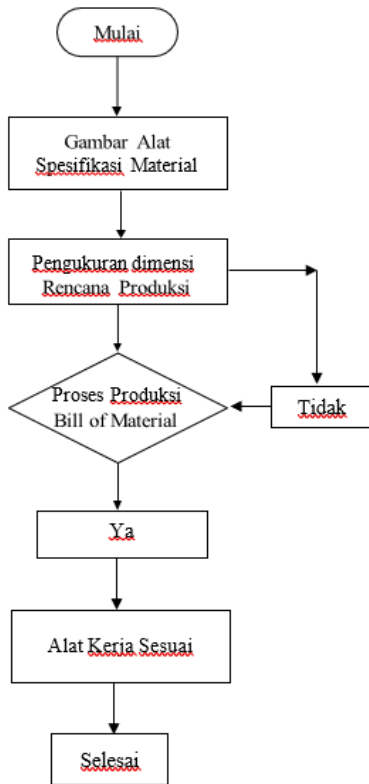 Mulai
Gambar Alat
Spesifikasi Material
Pengukuran dimensi
Rencana Produksi
Proses Produksi
Bill of Material
Tidak
Ya
Alat Kerja Sesuai
Selesai